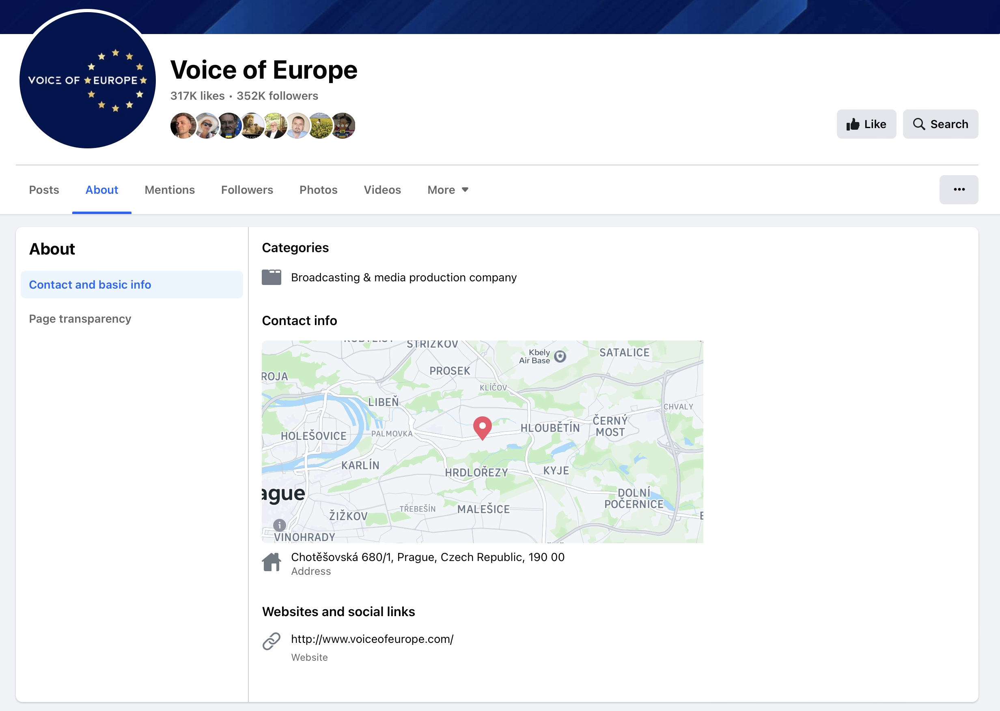 VOICE OF EUROPE
Voice of Europe
317K likes • 352K followers
Like
Search
Posts
About
Mentions
Followers
Photos
Videos
More
About
Contact and basic info
Page transparency
Categories
Broadcasting & media production company
Contact info
STŘÍŽKOV
Kbely
Air Base
SATALICE
PROSEK
ROJA
KLÍČOV
LIBEŇ
CHVALY
ČERNÝ
MOST
HLOUBĚTÍN
PALMOVKA
HOLEŠOVICE
KARLÍN
HRDLOŘEZY
KYJE
ague
DOLNÍ
POČERNICE
TŘEBEŠÍN
MALEŠICE
ŽIŽKOV
VINOHRADY
Chotěšovská 680/1, Prague, Czech Republic, 190 00
Address
Websites and social links
http://www.voiceofeurope.com/
Website